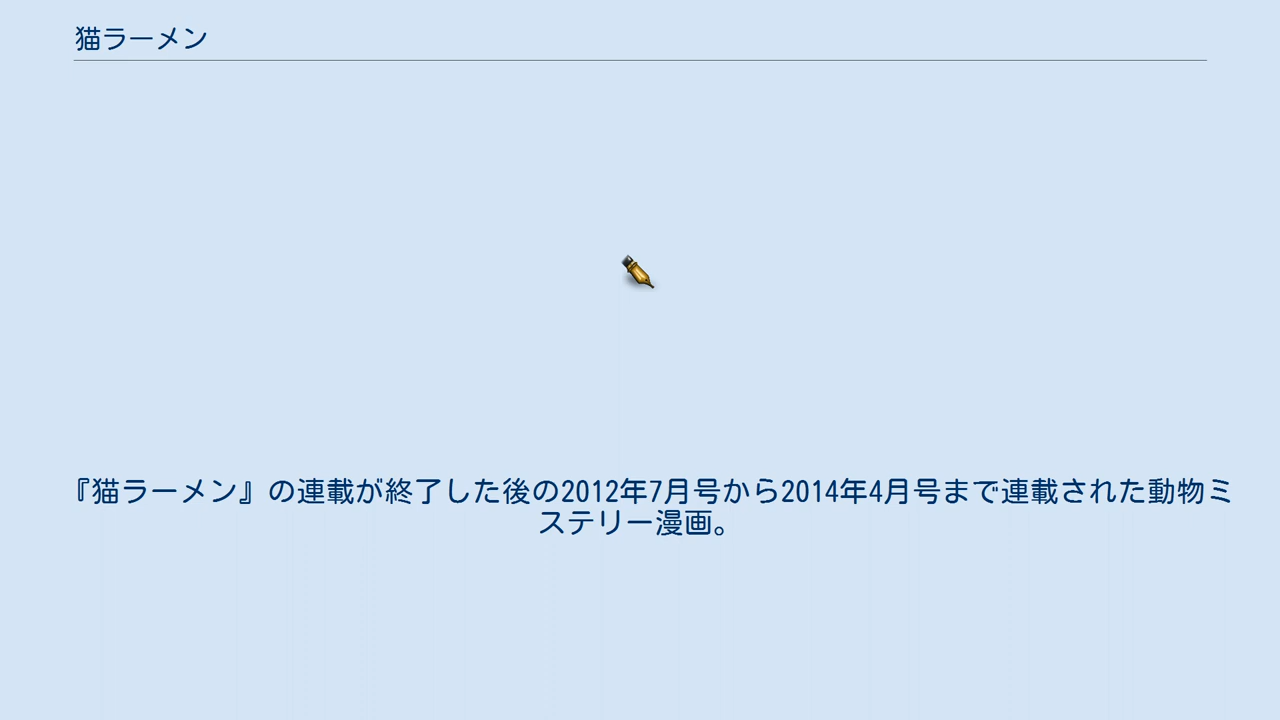 猫ラーメン
『猫ラーメン』の連載が終了した後の2012年7月号から2014年4月号まで連載された動物ミ
ステリー漫画。